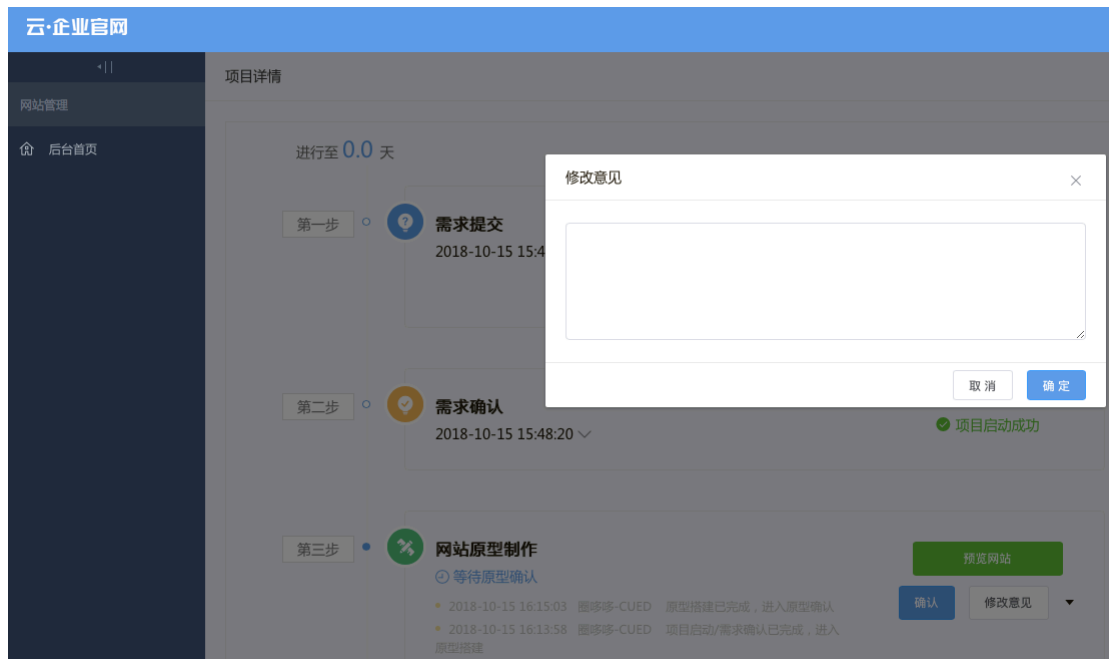 云·企业官网
网站管理
后台首页
项目详情
进行至 0.0 天
修改意见
取 消
确 定
第一步
需求提交
2018-10-15 15:4
第二步
需求确认
2018-10-15 15:48:20
项目启动成功
第三步
网站原型制作
等待原型确认
2018-10-15 16:15:03 圈哆哆-CUED 原型搭建已完成，进入原型确认
2018-10-15 16:13:58 圈哆哆-CUED 项目启动/需求确认已完成，进入
原型搭建
预览网站
确认
修改意见